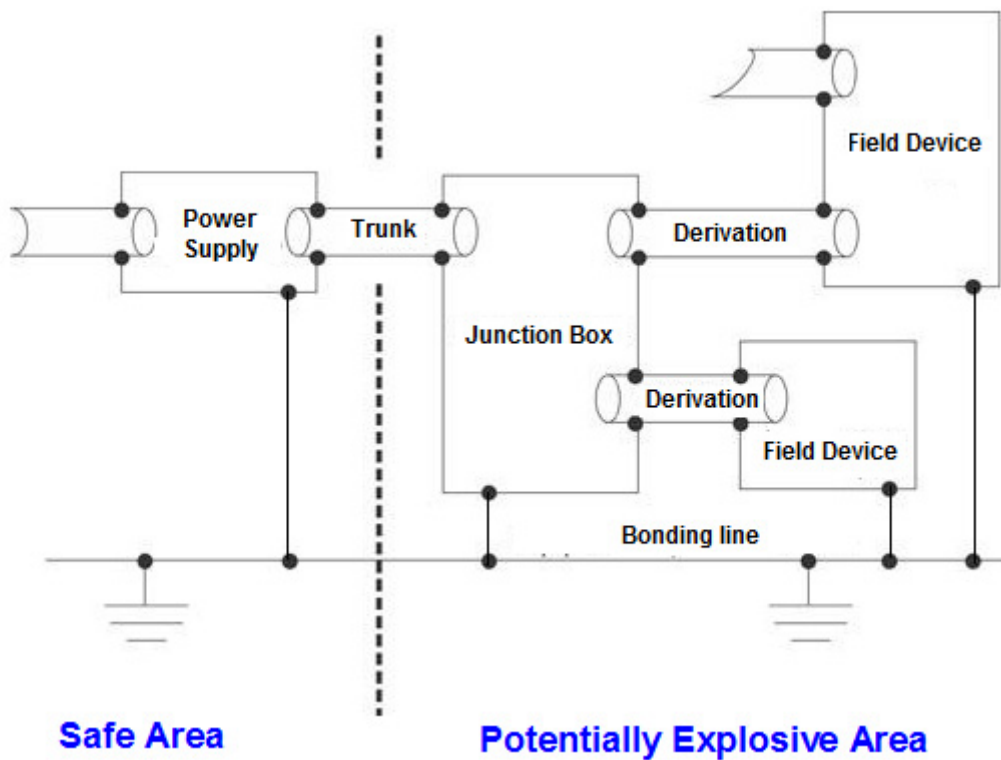 Field Device
Power
Supply
Trunk
Derivation
Junction Box
Derivation
Field Device
Bonding line
Safe Area
Potentially Explosive Area